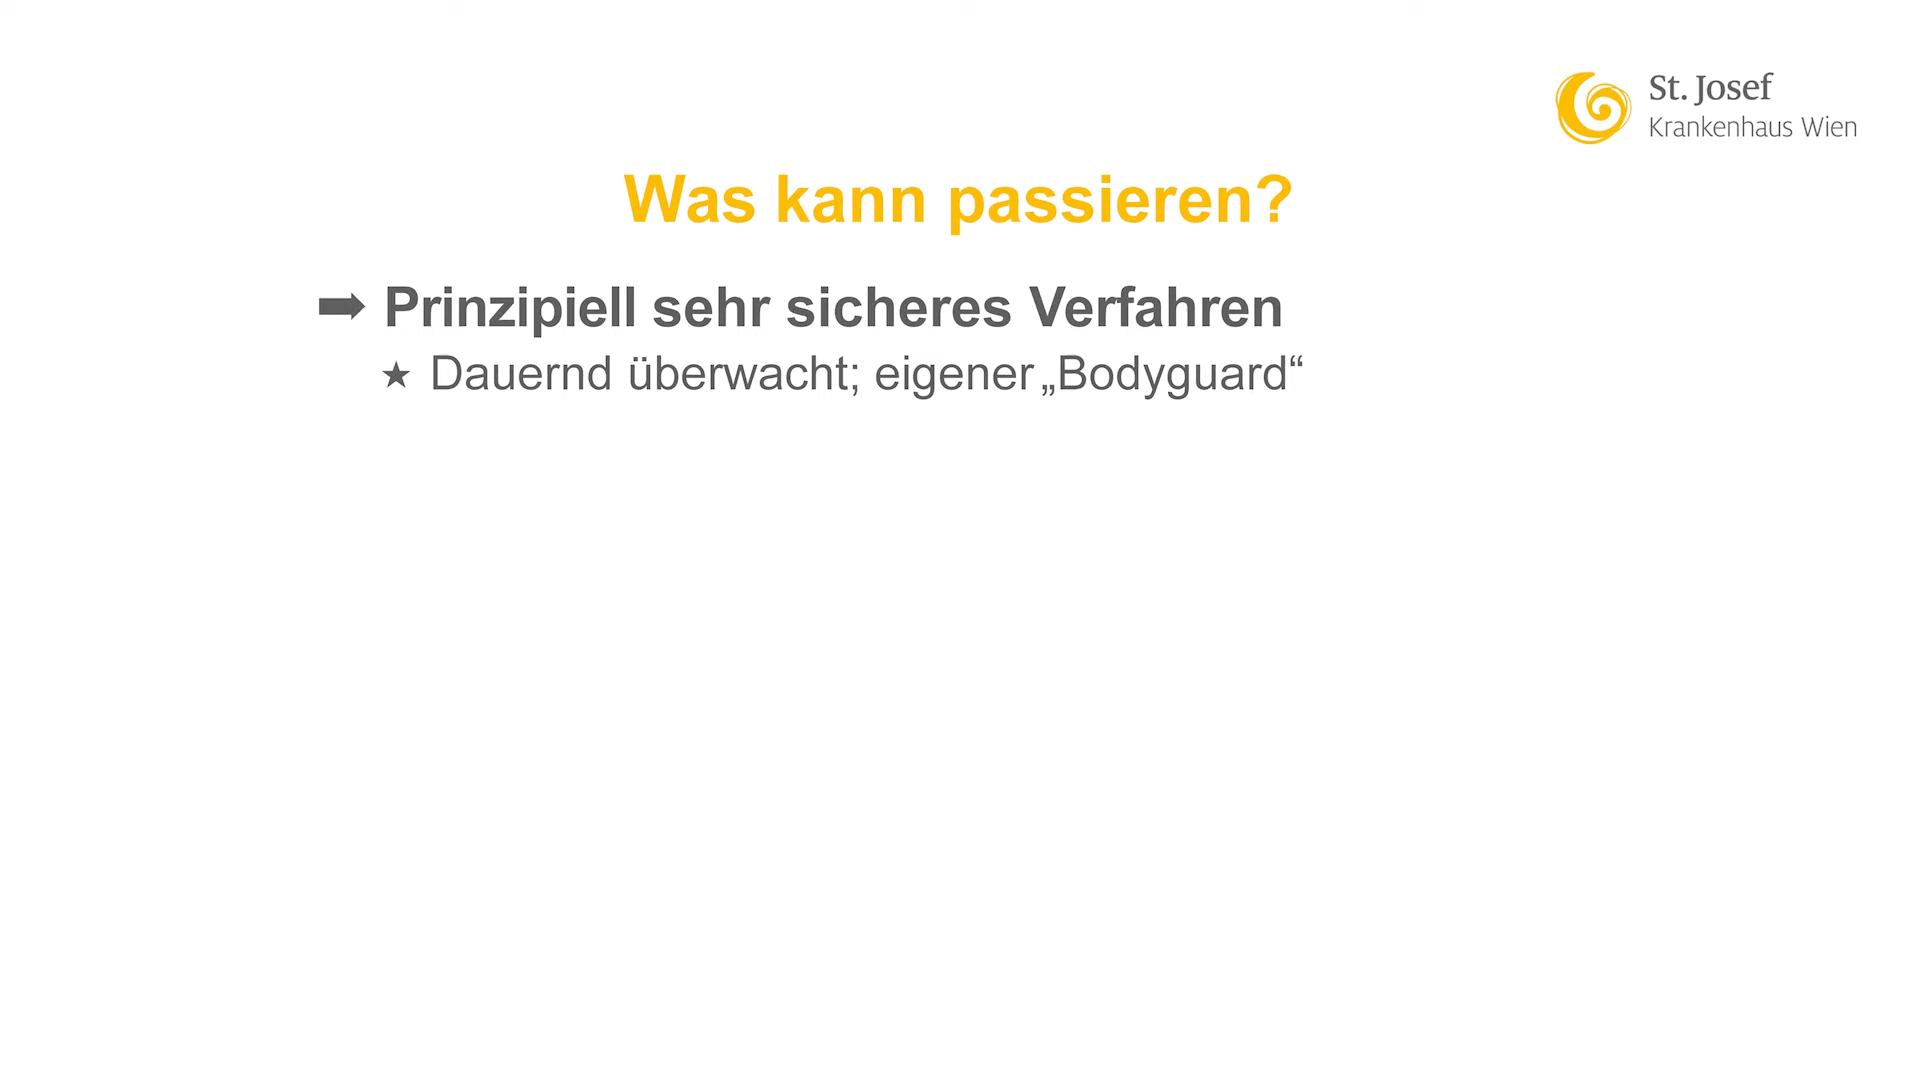 St. Josef
Krankenhaus Wien
Was kann passieren?
➡ Prinzipiell sehr sicheres Verfahren
★ Dauernd überwacht; eigener „Bodyguard“